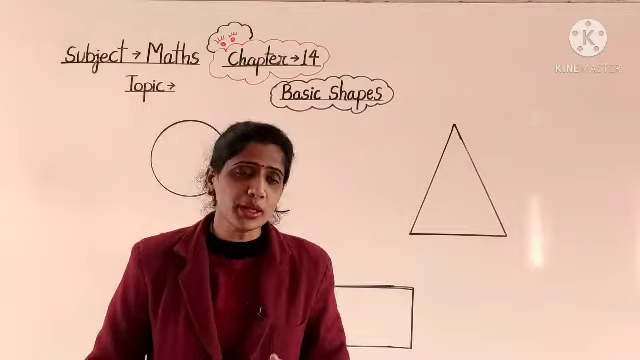 Subject → Maths
Chapter → 14
Topic →
Basic Shapes
KINEMASTER